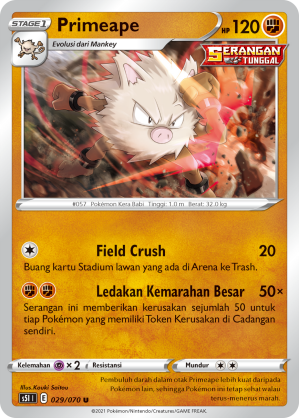 STAGE 1
Primeape
HP 120
Evolusi dari Mankey
SERANGAN
TUNGGAL
#057 Pokémon Kera Babi Tinggi: 1.0 m Berat: 32.0 kg
Field Crush 20
Buang kartu Stadium lawan yang ada di Arena ke Trash.
Ledakan Kemarahan Besar 50×
Serangan ini memberikan kerusakan sejumlah 50 untuk
tiap Pokémon yang memiliki Token Kerusakan di Cadangan
sendiri.
Kelemahan ×2 Resistansi Mundur
Illus. Kouki Saitou
s5I I E 029/070 U
Pembuluh darah dalam otak Primeape lebih kuat daripada
Pokémon lain, sehingga Pokémon ini tetap sehat walau
terus-menerus marah.
©2021 Pokémon/Nintendo/Creatures/GAME FREAK